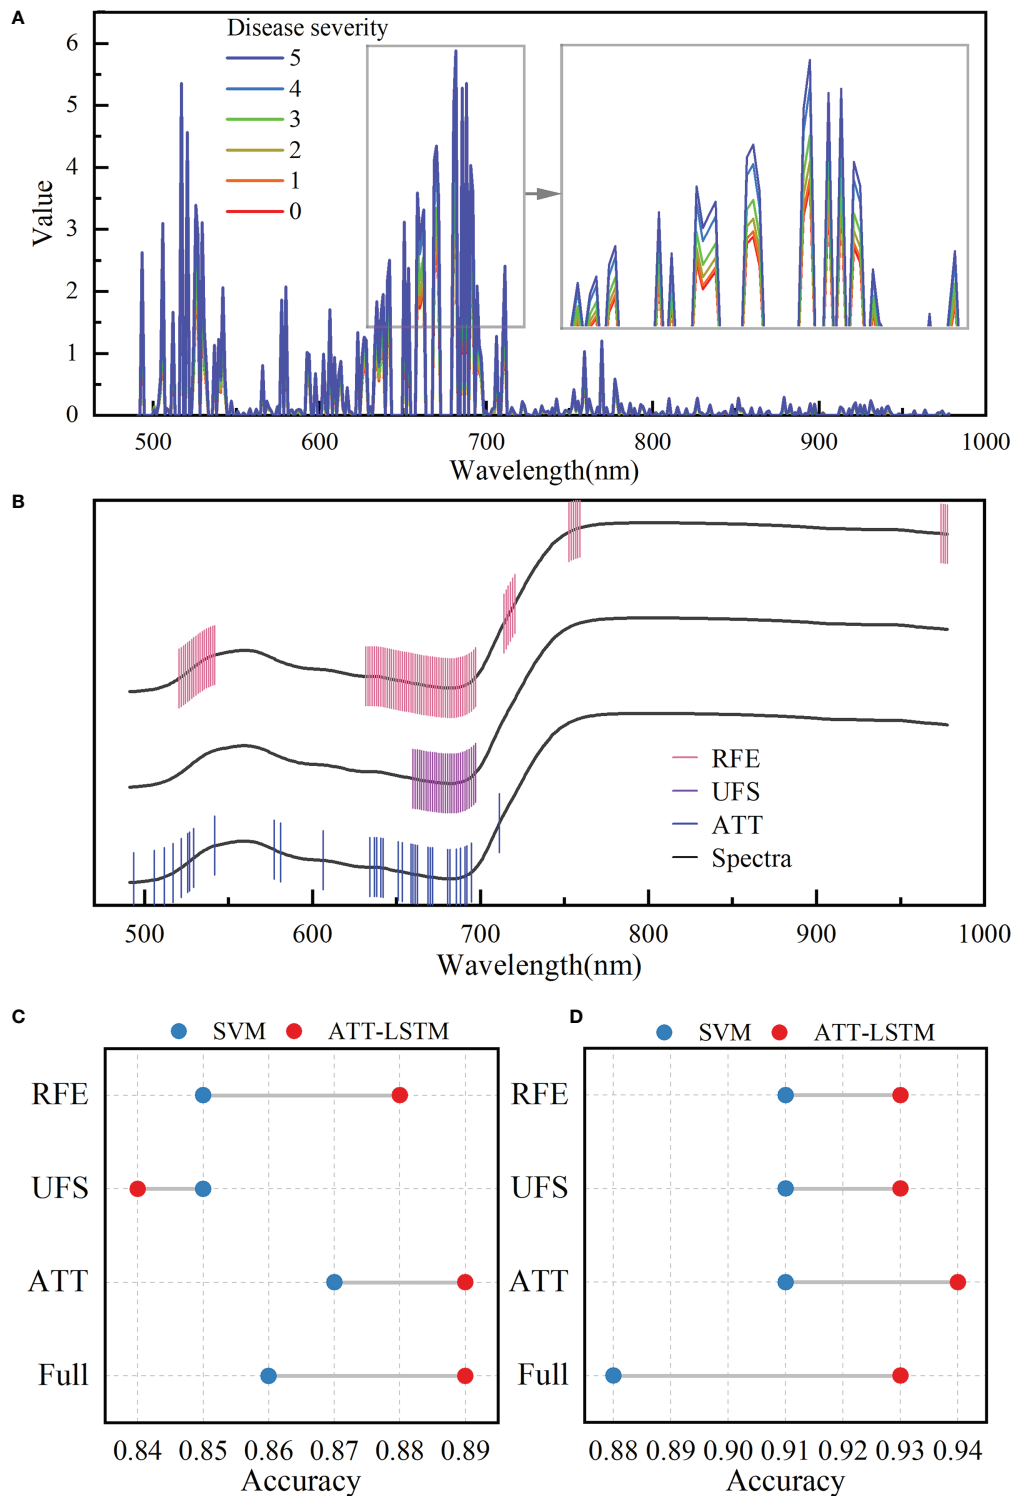 A
Disease severity
5
4
3
2
1
0
6
5
4
3
2
1
0
Value
500 600 700 800 900 1000
Wavelength(nm)
B
RFE
UFS
ATT
Spectra
500 600 700 800 900 1000
Wavelength(nm)
C
SVM ATT-LSTM
RFE
UFS
ATT
Full
0.84 0.85 0.86 0.87 0.88 0.89
Accuracy
D
SVM ATT-LSTM
RFE
UFS
ATT
Full
0.88 0.89 0.90 0.91 0.92 0.93 0.94
Accuracy